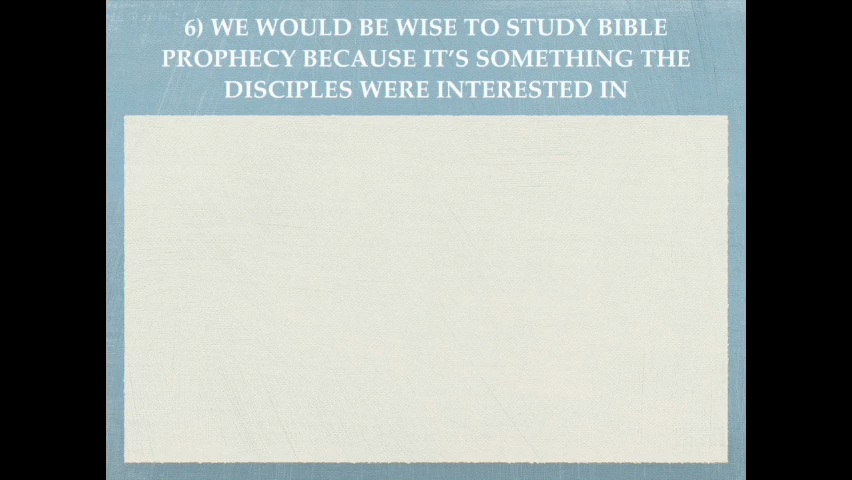 6) WE WOULD BE WISE TO STUDY BIBLE
PROPHECY BECAUSE IT’S SOMETHING THE
DISCIPLES WERE INTERESTED IN